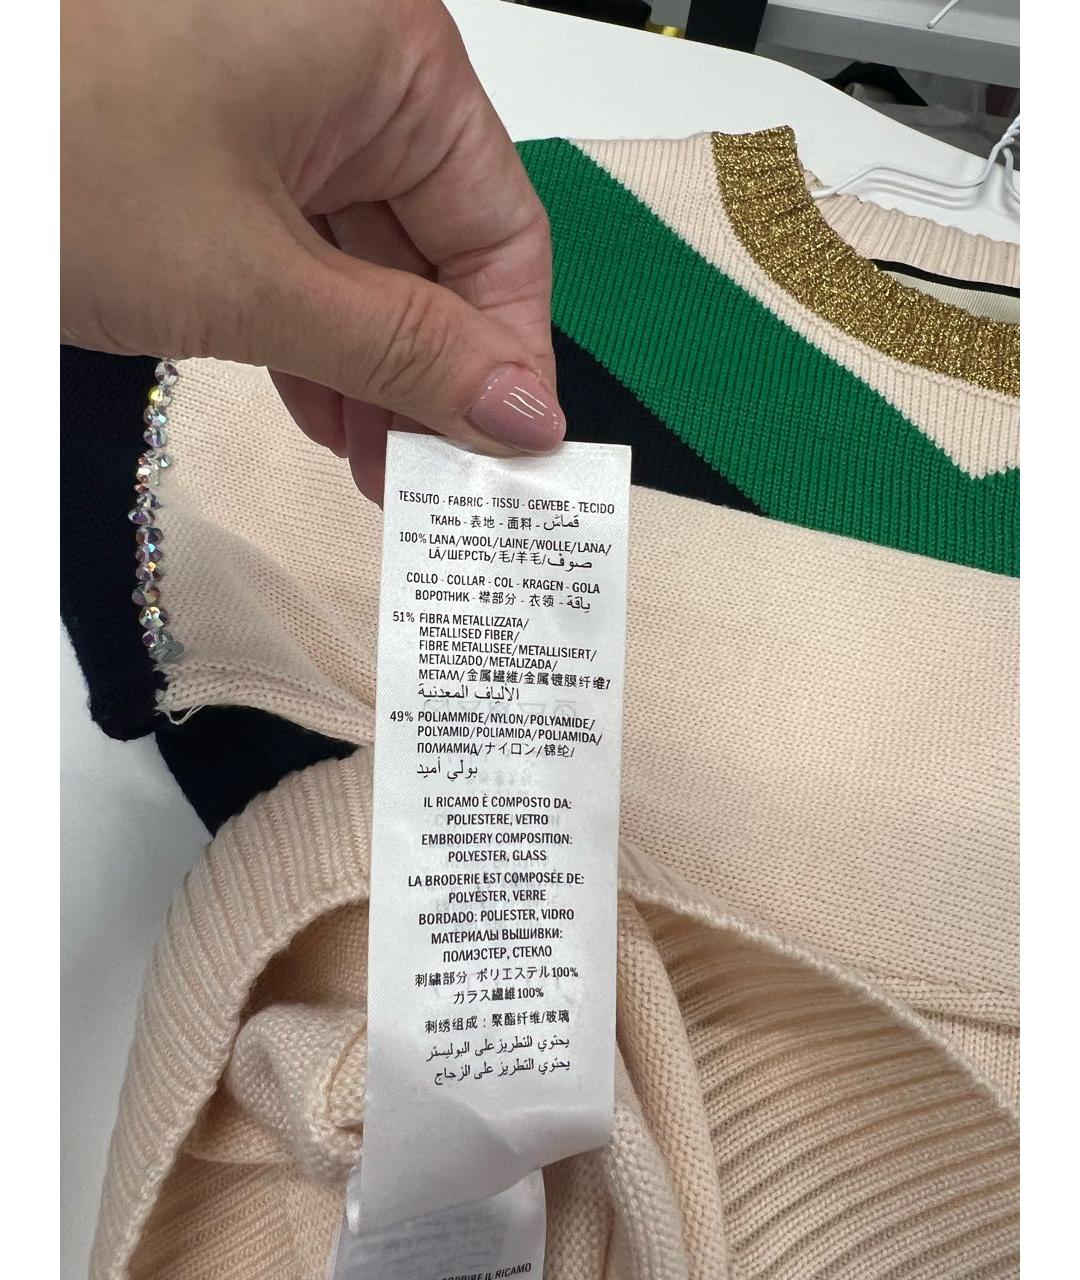 TESSUTO - FABRIC - TISSU - GEWEBE - TECIDO
ТКАНЬ - 表地 - 面料 - قماش
100% LANA/WOOL/LAINE/WOLLE/LANA/
LÃ/ШЕРСТЬ/毛/羊毛/صوف
COLLO - COLLAR - COL - KRAGEN - GOLA
ВОРОТНИК - 襟部分 - 衣领 - ياقة
51% FIBRA METALLIZZATA/
METALLISED FIBER/
FIBRE METALLISEE/METALLISIERT/
METALIZADO/METALIZADA/
МЕТАЛЛ/金属繊維/金属镀膜纤维/
الألياف المعدنية
49% POLIAMMIDE/NYLON/POLYAMIDE/
POLYAMID/POLIAMIDA/POLIAMIDA/
ПОЛИАМИД/ナイロン/锦纶/
بولي أميد
IL RICAMO È COMPOSTO DA:
POLIESTERE, VETRO
EMBROIDERY COMPOSITION:
POLYESTER, GLASS
LA BRODERIE EST COMPOSÉE DE:
POLYESTER, VERRE
BORDADO: POLIESTER, VIDRO
МАТЕРИАЛЫ ВЫШИВКИ:
ПОЛИЭСТЕР, СТЕКЛО
刺繍部分 ポリエステル100%
ガラス繊維100%
刺绣组成：聚酯纤维/玻璃
يحتوي التطريز على البوليستر
يحتوي التطريز على الزجاج
IL RICAMO